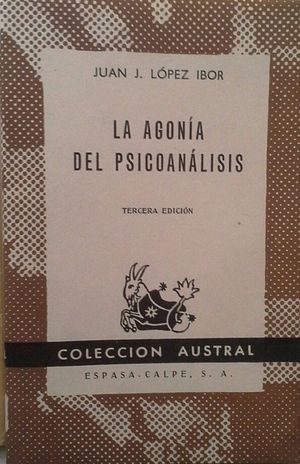 JUAN J. LÓPEZ IBOR
LA AGONÍA
DEL PSICOANÁLISIS
TERCERA EDICIÓN
COLECCION AUSTRAL
ESPASA-CALPE, S. A.